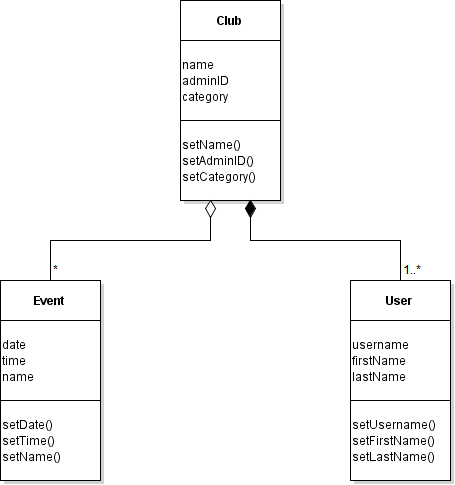 Club
name
adminID
category
setName()
setAdminID()
setCategory()
*
1..*
Event
date
time
name
setDate()
setTime()
setName()
User
username
firstName
lastName
setUsername()
setFirstName()
setLastName()